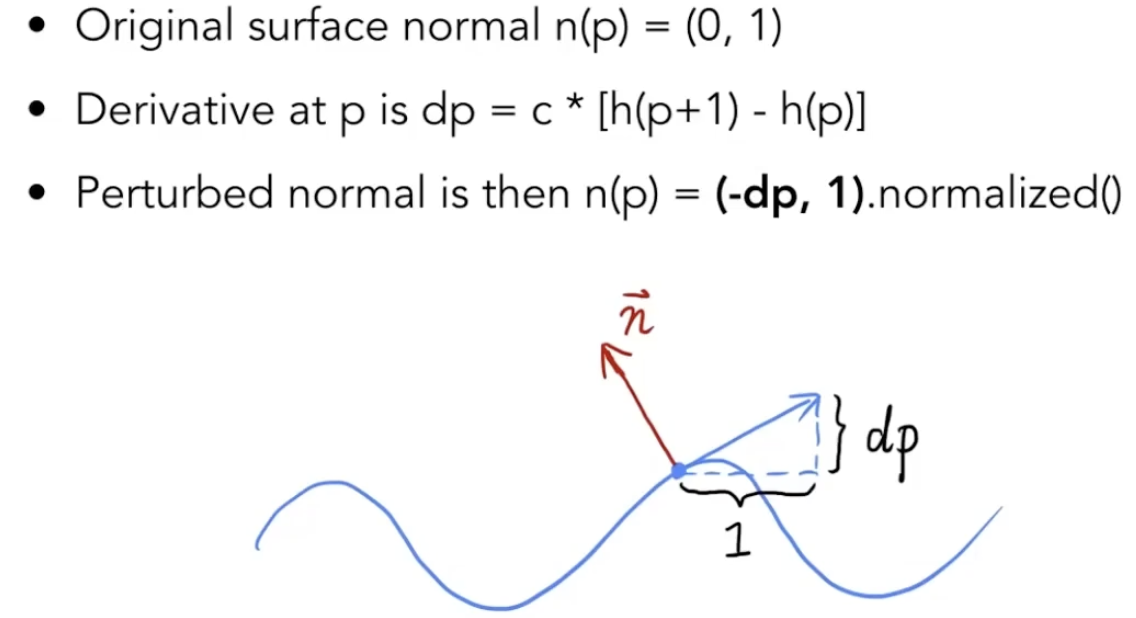 • Original surface normal n(p) = (0, 1)
• Derivative at p is dp = c * [h(p+1) - h(p)]
• Perturbed normal is then n(p) = (-dp, 1).normalized()
n⃗
} dp
1